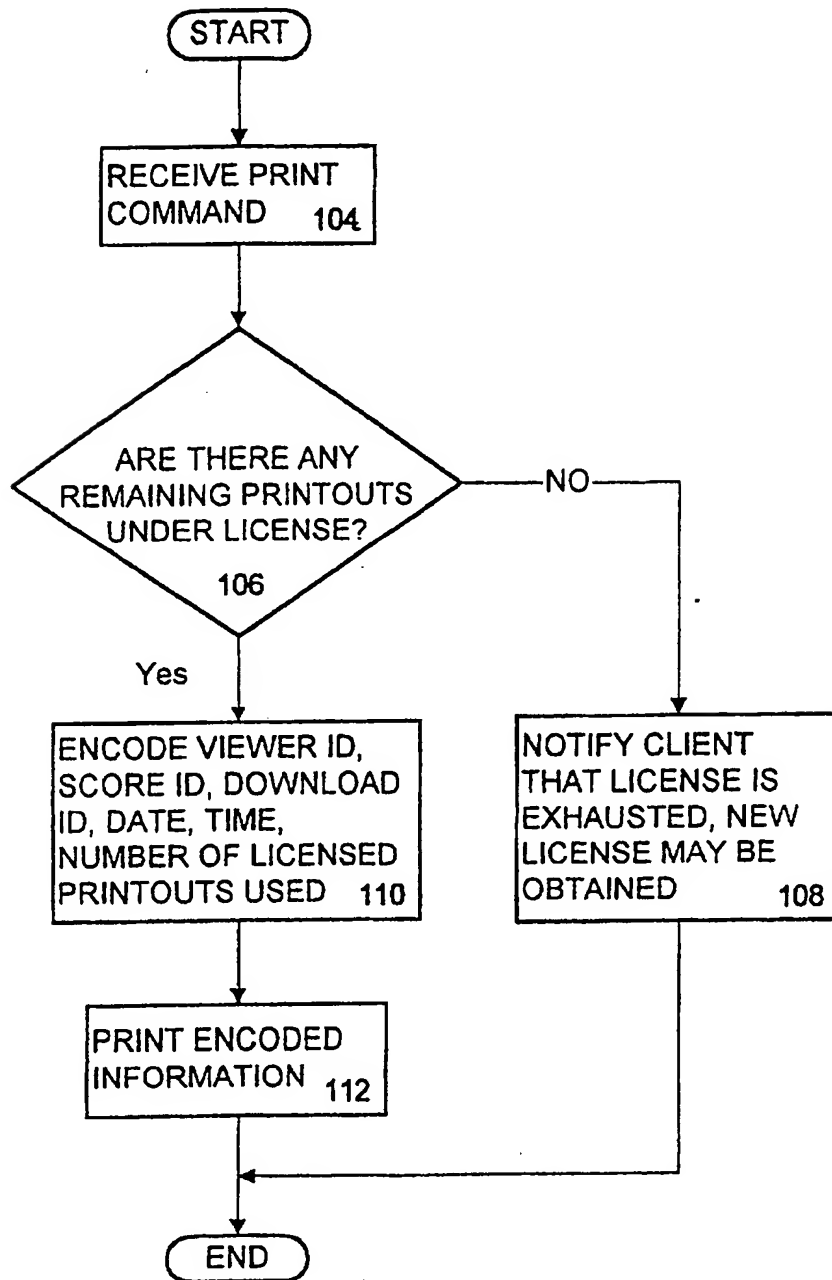 START
RECEIVE PRINT
COMMAND 104
ARE THERE ANY
REMAINING PRINTOUTS
UNDER LICENSE?
106
NO
Yes
ENCODE VIEWER ID,
SCORE ID, DOWNLOAD
ID, DATE, TIME,
NUMBER OF LICENSED
PRINTOUTS USED 110
NOTIFY CLIENT
THAT LICENSE IS
EXHAUSTED, NEW
LICENSE MAY BE
OBTAINED 108
PRINT ENCODED
INFORMATION 112
END